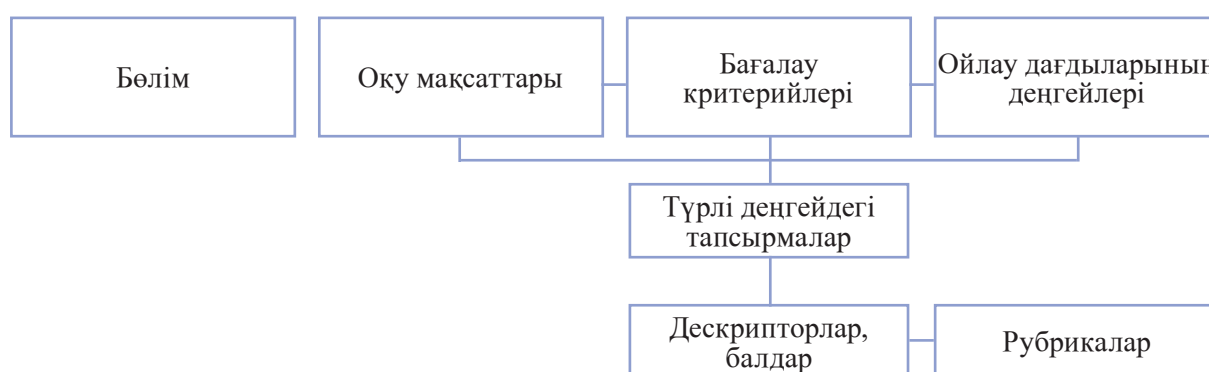 Бөлім
Оқу мақсаттары
Бағалау
критерийлері
Ойлау дағдыларының
деңгейлері
Түрлі деңгейдегі
тапсырмалар
Дескрипторлар,
балдар
Рубрикалар